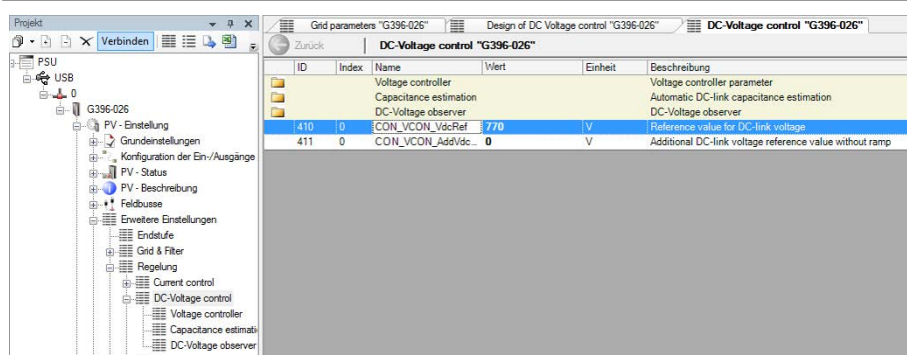 Projekt
Verbinden
PSU
USB
0
G396-026
PV - Einstellung
Grundeinstellungen
Konfiguration der Ein-/Ausgänge
PV - Status
PV - Beschreibung
Feldbusse
Erweitere Einstellungen
Endstufe
Grid & Filter
Regelung
Current control
DC-Voltage control
Voltage controller
Capacitance estimati
DC-Voltage observer
Grid parameters "G396-026"
Design of DC Voltage control "G396-026"
DC-Voltage control "G396-026"
Zurück
DC-Voltage control "G396-026"
ID Index Name Wert Einheit Beschreibung
Voltage controller Voltage controller parameter
Capacitance estimation Automatic DC-link capacitance estimation
DC-Voltage observer DC-Voltage observer
410 0 CON_VCON_VdcRef 770 V Reference value for DC-link voltage
411 0 CON_VCON_AddVdc... 0 V Additional DC-link voltage reference value without ramp